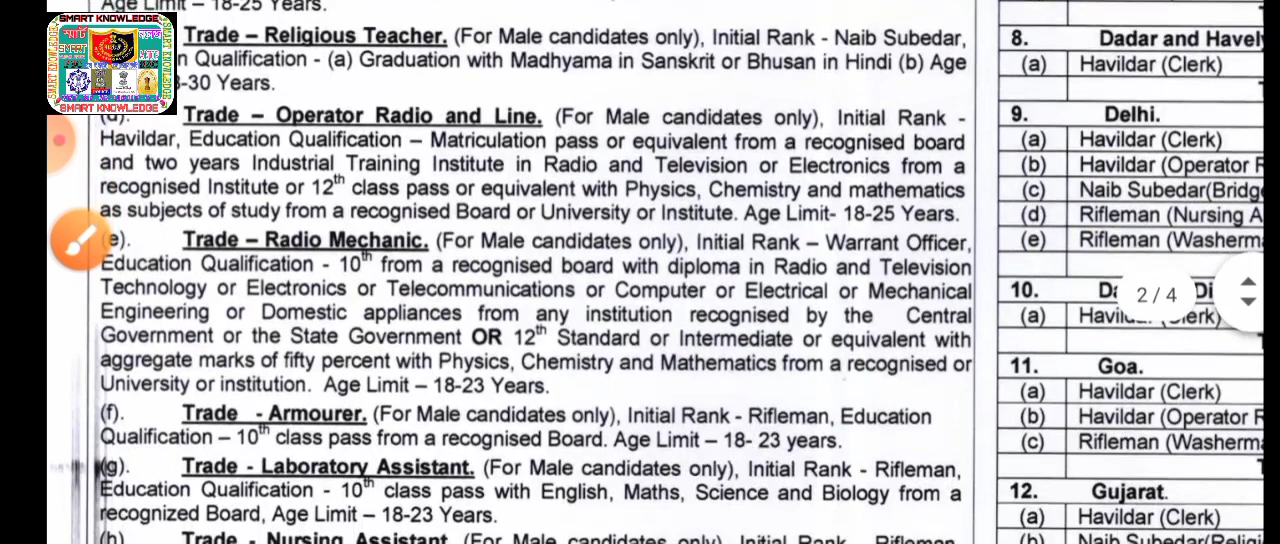 Age Limit – 18-25 Years.
SMART KNOWLEDGE
SMART KNOWLEDGE
Trade – Religious Teacher. (For Male candidates only), Initial Rank - Naib Subedar,
n Qualification - (a) Graduation with Madhyama in Sanskrit or Bhusan in Hindi (b) Age
-30 Years.
Trade – Operator Radio and Line. (For Male candidates only), Initial Rank -
Havildar, Education Qualification – Matriculation pass or equivalent from a recognised board
and two years Industrial Training Institute in Radio and Television or Electronics from a
recognised Institute or 12th class pass or equivalent with Physics, Chemistry and mathematics
as subjects of study from a recognised Board or University or Institute. Age Limit- 18-25 Years.
e). Trade – Radio Mechanic. (For Male candidates only), Initial Rank – Warrant Officer,
Education Qualification - 10th from a recognised board with diploma in Radio and Television
Technology or Electronics or Telecommunications or Computer or Electrical or Mechanical
Engineering or Domestic appliances from any institution recognised by the Central
Government or the State Government OR 12th Standard or Intermediate or equivalent with
aggregate marks of fifty percent with Physics, Chemistry and Mathematics from a recognised or
University or institution. Age Limit – 18-23 Years.
(f). Trade - Armourer. (For Male candidates only), Initial Rank - Rifleman, Education
Qualification – 10th class pass from a recognised Board. Age Limit – 18- 23 years.
(g). Trade - Laboratory Assistant. (For Male candidates only), Initial Rank - Rifleman,
Education Qualification - 10th class pass with English, Maths, Science and Biology from a
recognized Board, Age Limit – 18-23 Years.
(h) Trade - Nursing Assistant. (For Male candidates only), Initial Rank - Rifleman
8. Dadar and Havel
(a) Havildar (Clerk)
9. Delhi.
(a) Havildar (Clerk)
(b) Havildar (Operator R
(c) Naib Subedar(Bridg
(d) Rifleman (Nursing A
(e) Rifleman (Washerma
10. Da Di
2 / 4
(a) Havildar (Clerk)
11. Goa.
(a) Havildar (Clerk)
(b) Havildar (Operator R
(c) Rifleman (Washerma
12. Gujarat.
(a) Havildar (Clerk)
(b) Naib Subedar(Religi